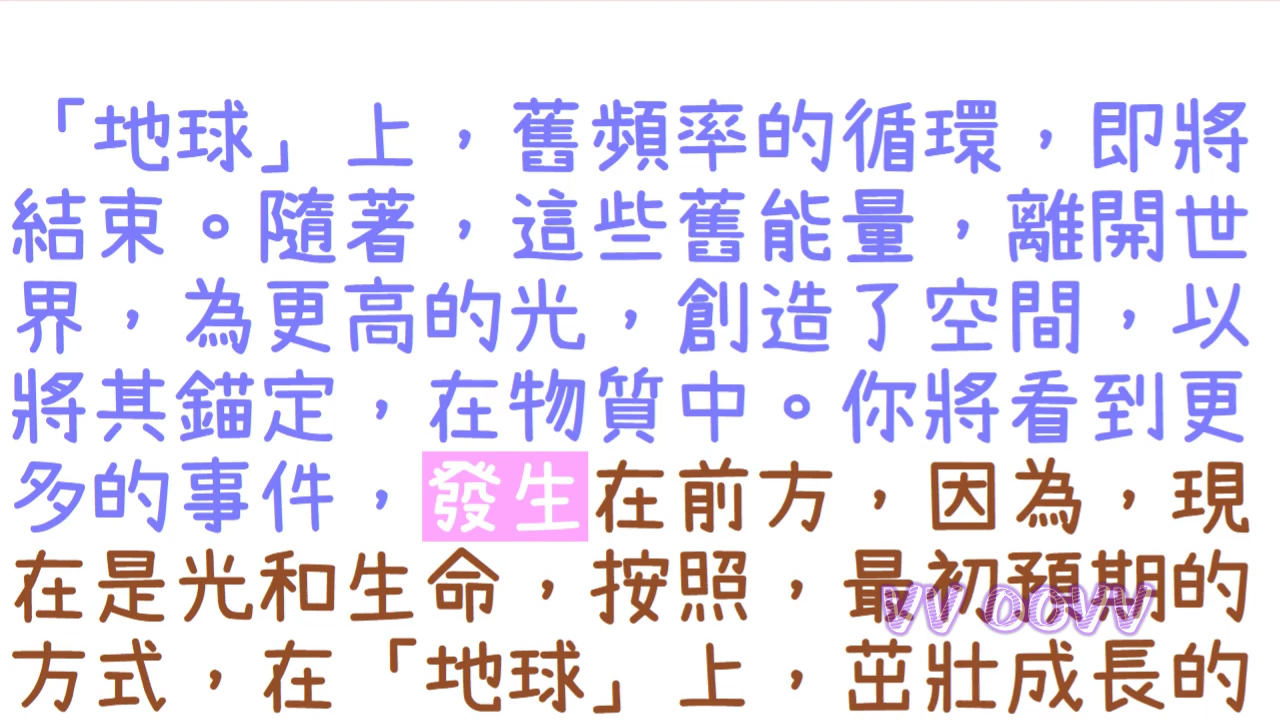 「地球」上，舊頻率的循環，即將
結束。隨著，這些舊能量，離開世
界，為更高的光，創造了空間，以
將其錨定，在物質中。你將看到更
多的事件，發生在前方，因為，現
在是光和生命，按照，最初預期的
VV OOVV
方式，在「地球」上，茁壯成長的